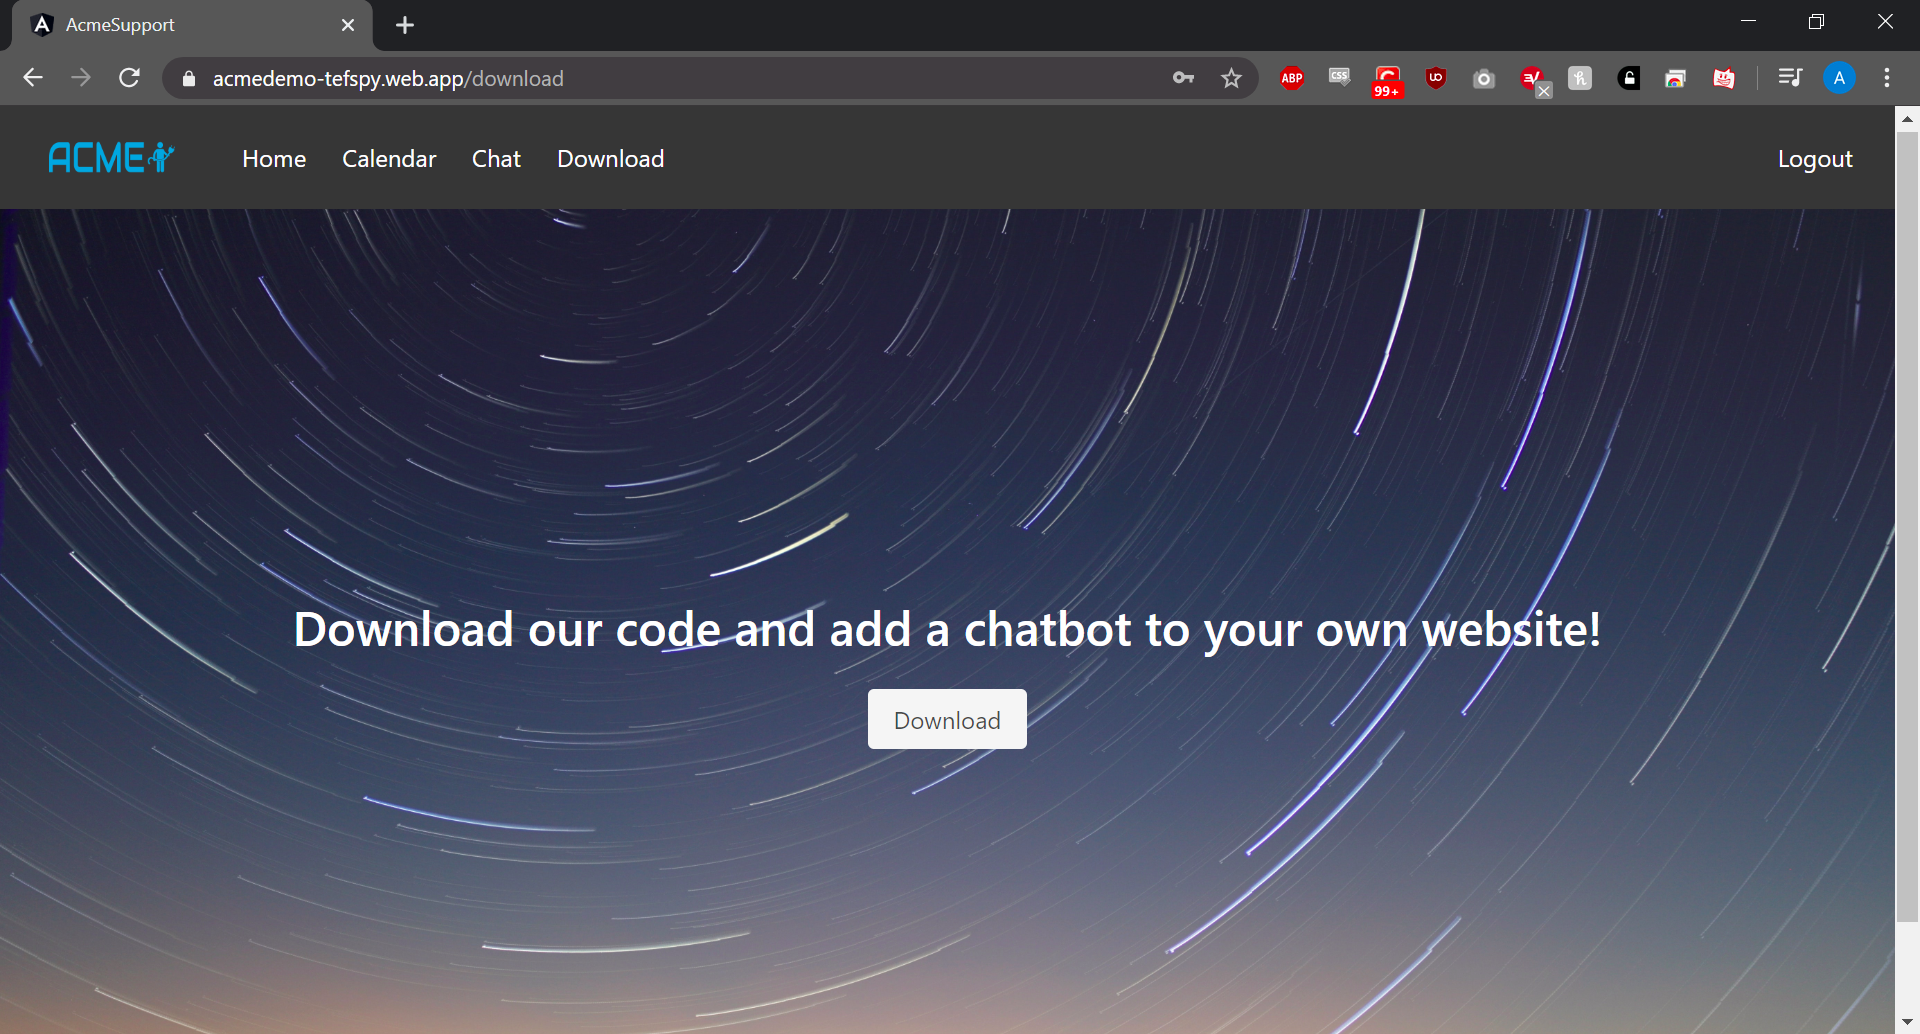 AcmeSupport
acmedemo-tefspy.web.app/download
ABP
CSS
99+
A
ACME
Home
Calendar
Chat
Download
Logout
Download our code and add a chatbot to your own website!
Download